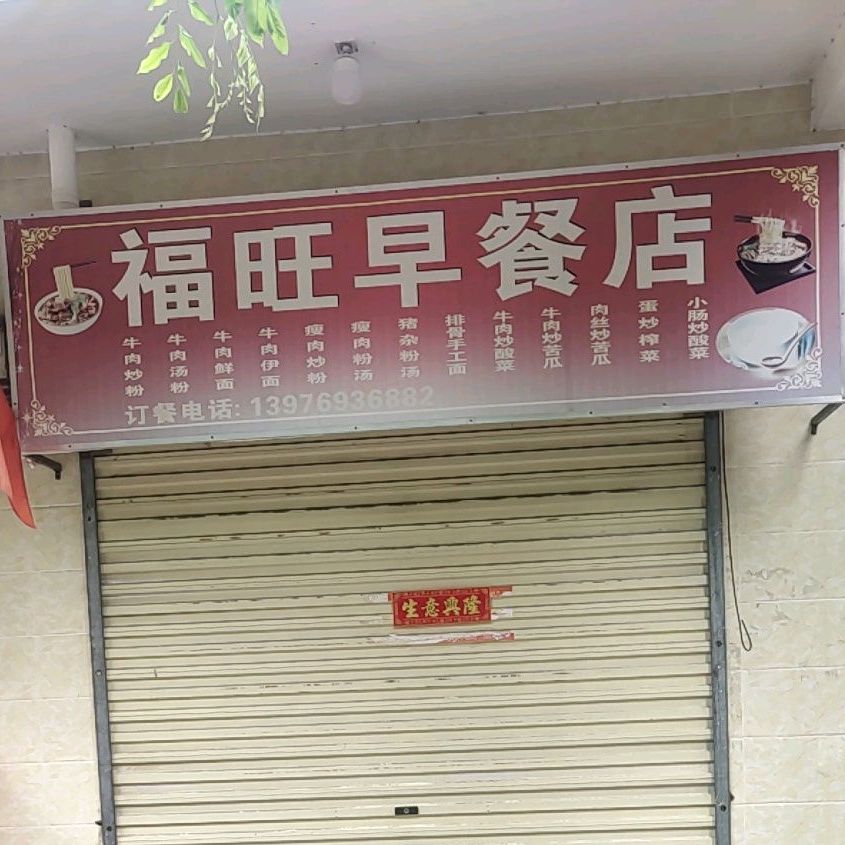 福旺早餐店
牛肉炒粉
牛肉汤粉
牛肉鲜面
牛肉伊面
瘦肉炒粉
瘦肉粉汤
猪杂粉汤
排骨手工面
牛肉炒酸菜
牛肉炒苦瓜
肉丝炒苦瓜
蛋炒榨菜
小肠炒酸菜
订餐电话: 13976936882
生意興隆